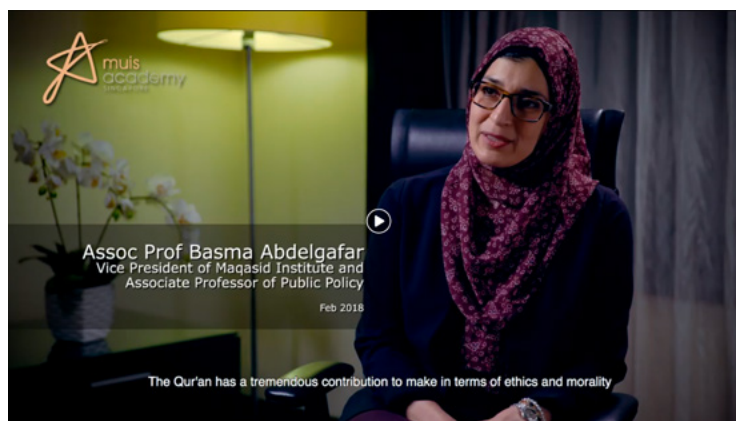 muis
academy
Assoc Prof Basma Abdelgafar
Vice President of Maqasid Institute and
Associate Professor of Public Policy
Feb 2018
The Qur'an has a tremendous contribution to make in terms of ethics and morality